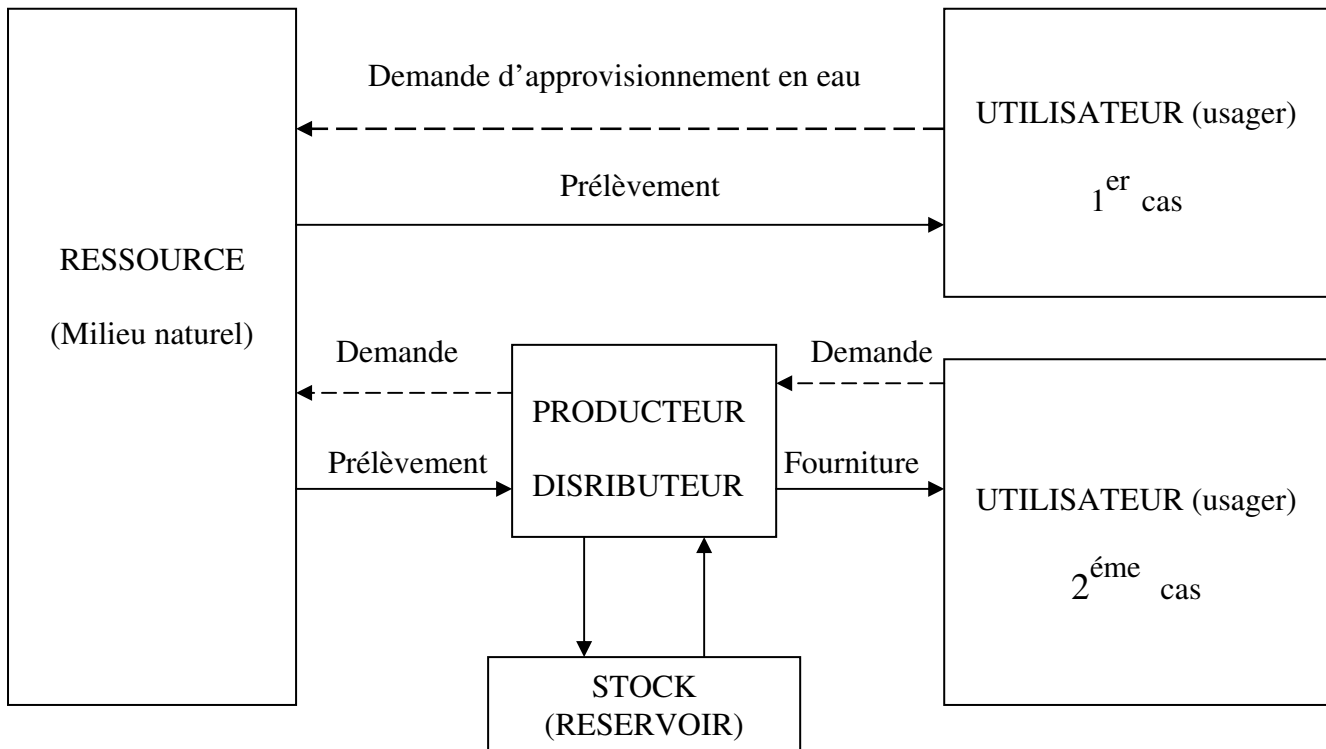 Demande d’approvisionnement en eau
UTILISATEUR (usager)
1er cas
Prélèvement
RESSOURCE
(Milieu naturel)
Demande
Demande
PRODUCTEUR
DISRIBUTEUR
Prélèvement
Fourniture
UTILISATEUR (usager)
2éme cas
STOCK
(RESERVOIR)